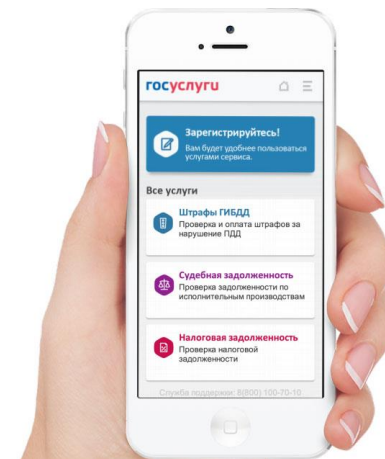 госуслуги
Зарегистрируйтесь!
Вам будет удобнее пользоваться
услугами сервиса.
Все услуги
Штрафы ГИБДД
Проверка и оплата штрафов за
нарушение ПДД
Судебная задолженность
Проверка задолженности по
исполнительным производствам
Налоговая задолженность
Проверка налоговой
задолженности
Служба поддержки: 8(800) 100-70-10